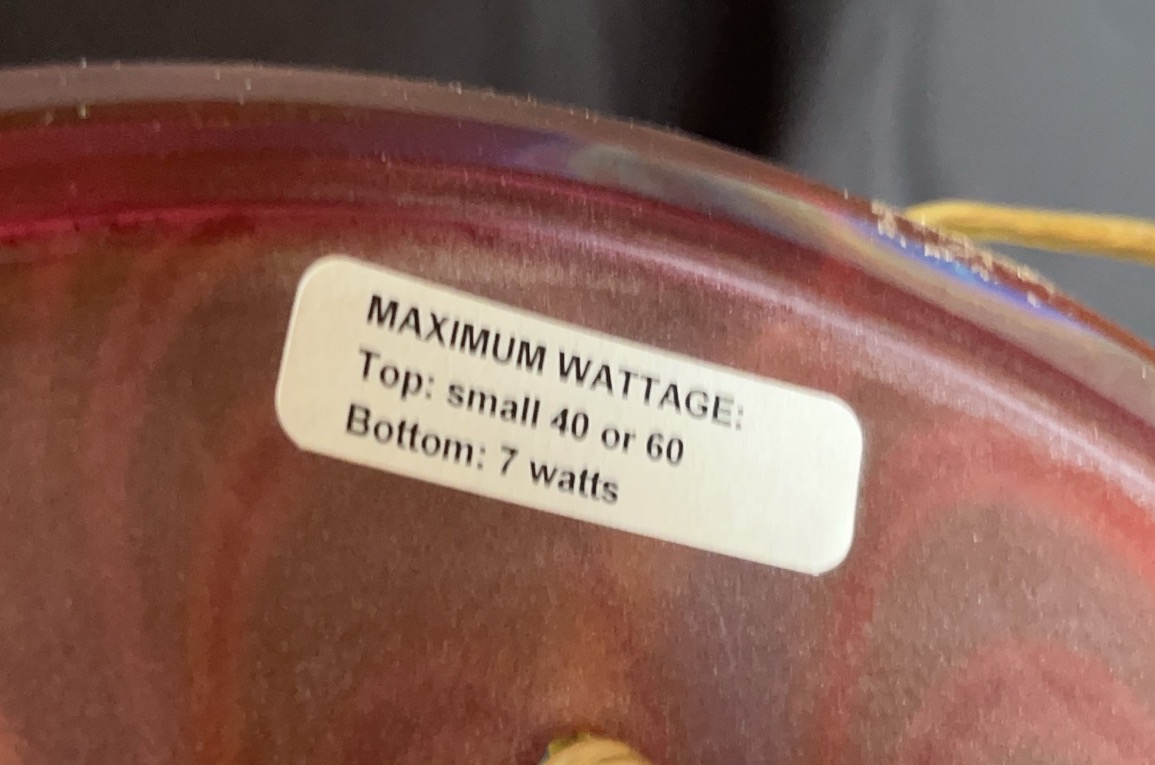 MAXIMUM WATTAGE:
Top: small 40 or 60
Bottom: 7 watts